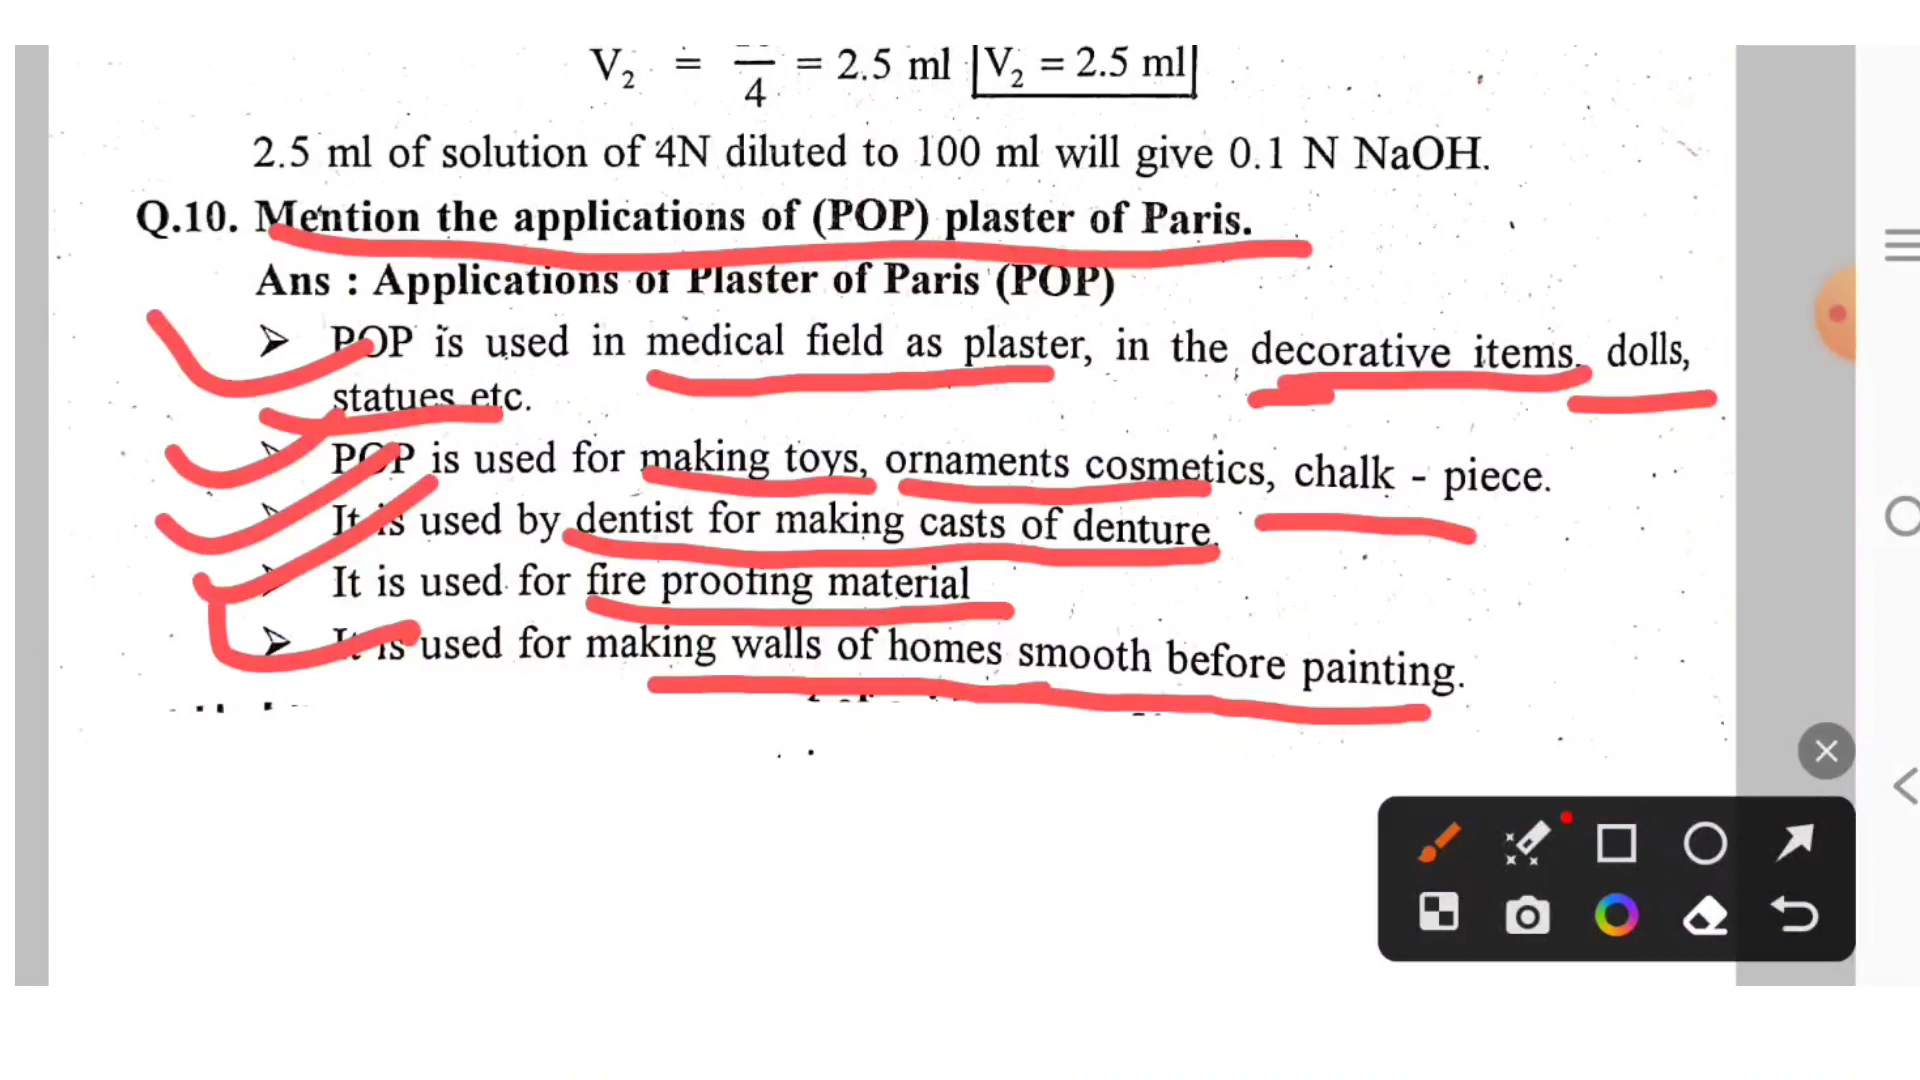 V₂ = — 4 = 2.5 ml V₂ = 2.5 ml
2.5 ml of solution of 4N diluted to 100 ml will give 0.1 N NaOH.
Q.10. Mention the applications of (POP) plaster of Paris.
Ans : Applications of Plaster of Paris (POP)
➢ POP is used in medical field as plaster, in the decorative items, dolls,
statues etc.
➢ POP is used for making toys, ornaments cosmetics, chalk - piece.
➢ It is used by dentist for making casts of denture.
➢ It is used for fire proofing material
➢ It is used for making walls of homes smooth before painting.